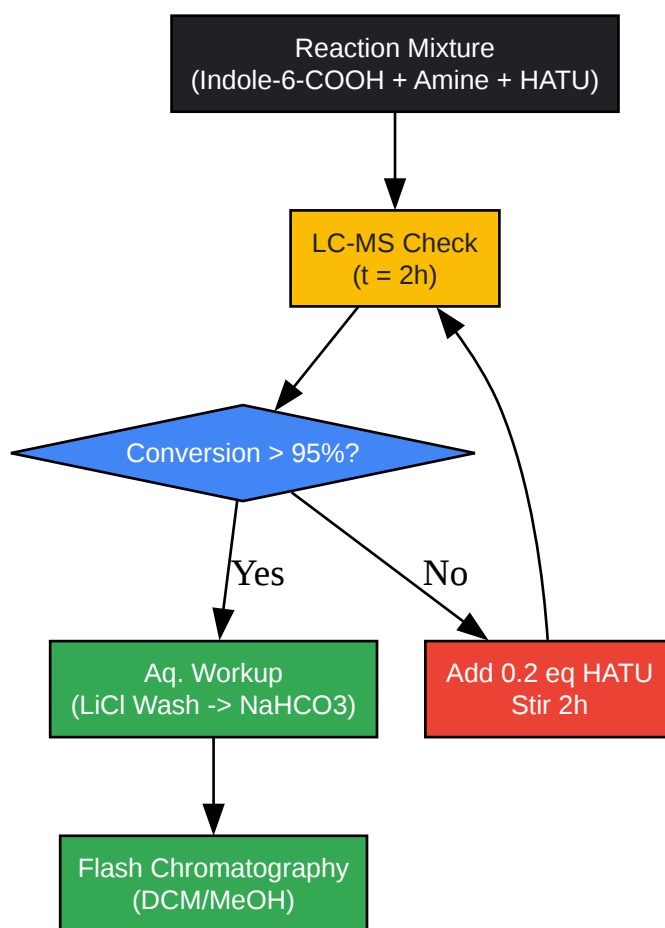 Reaction Mixture
(Indole-6-COOH + Amine + HATU)
LC-MS Check
(t = 2h)
Conversion > 95%?
Yes
No
Aq. Workup
(LiCl Wash -> NaHCO3)
Add 0.2 eq HATU
Stir 2h
Flash Chromatography
(DCM/MeOH)